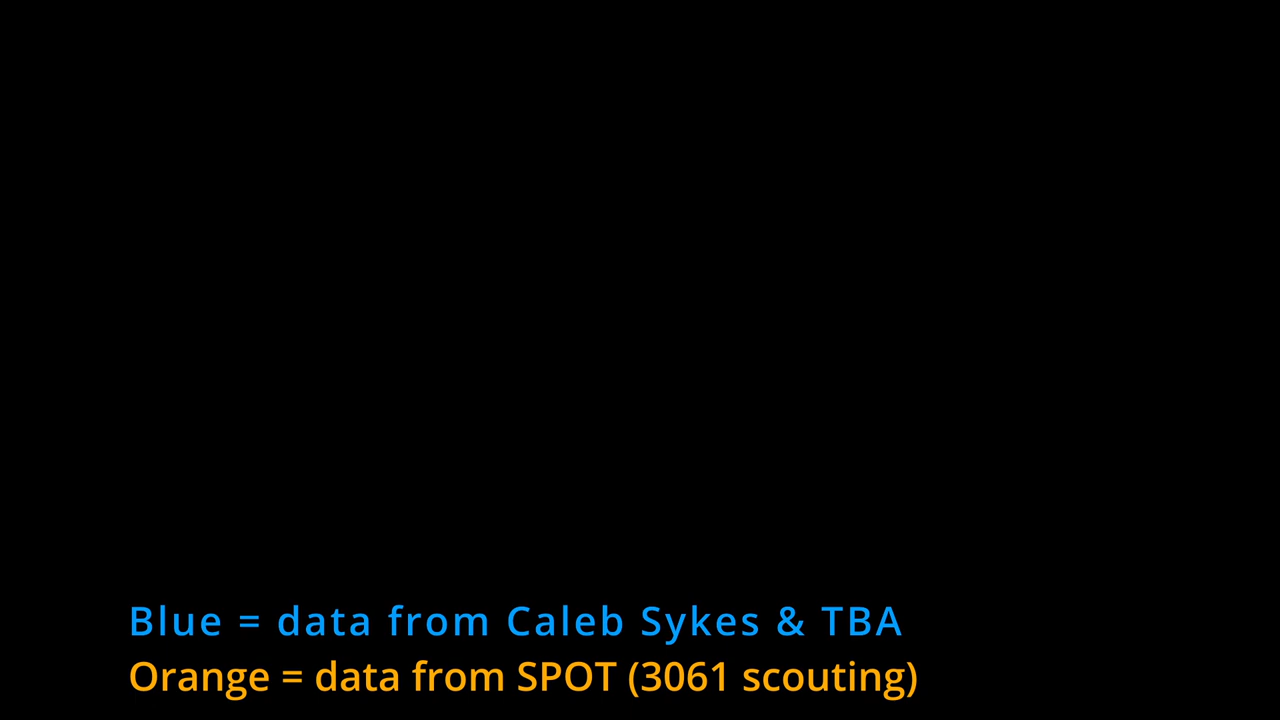 Blue = data from Caleb Sykes & TBA
Orange = data from SPOT (3061 scouting)